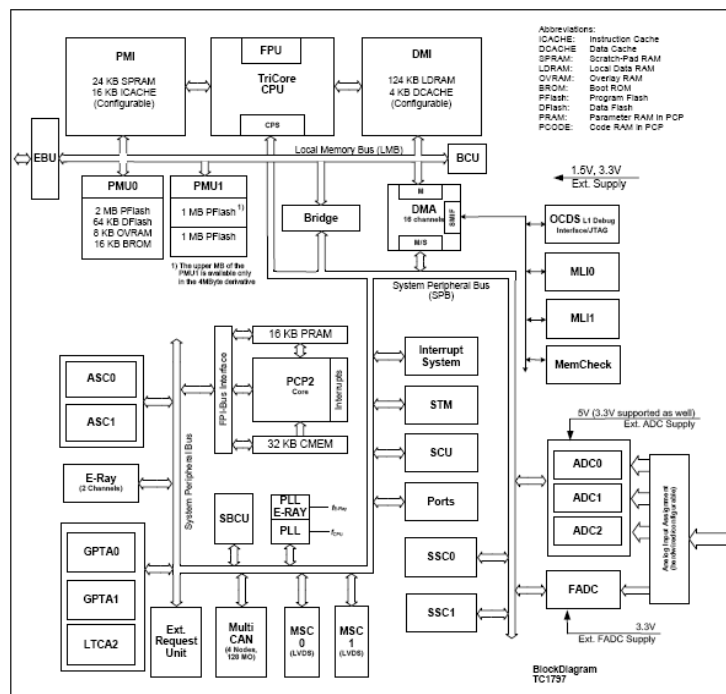 PMI
24 KB SPRAM
16 KB ICACHE
(Configurable)
FPU
TriCore
CPU
CPS
DMI
124 KB LDRAM
4 KB DCACHE
(Configurable)
Abbreviations:
ICACHE: Instruction Cache
DCACHE Data Cache
SPRAM: Scratch-Pad RAM
LDRAM: Local Data RAM
OVRAM: Overlay RAM
BROM: Boot ROM
PFlash: Program Flash
DFlash: Data Flash
PRAM: Parameter RAM in PCP
PCODE: Code RAM in PCP
EBU
Local Memory Bus (LMB)
BCU
PMU0
2 MB PFlash
64 KB DFlash
8 KB OVRAM
16 KB BROM
PMU1
1 MB PFlash 1)
1 MB PFlash
1) The upper MB of the
PMU1 is available only
in the 4MByte derivative
Bridge
M
DMA
16 channels
SMIF
M/S
1.5V, 3.3V
Ext. Supply
OCDS L1 Debug
Interface/JTAG
MLI0
MLI1
MemCheck
System Peripheral Bus
(SPB)
16 KB PRAM
FPI-Bus Interface
PCP2
Core
Interrupts
32 KB CMEM
Interrupt
System
STM
SCU
Ports
SSC0
SSC1
ASC0
ASC1
System Peripheral Bus
E-Ray
(2 Channels)
GPTA0
GPTA1
LTCA2
SBCU
PLL
E-RAY
PLL
fE-Ray
fCPU
Ext.
Request
Unit
Multi
CAN
(4 Nodes,
128 MO)
MSC
0
(LVDS)
MSC
1
(LVDS)
5V (3.3V supported as well)
Ext. ADC Supply
ADC0
ADC1
ADC2
Analog Input Assignment
FADC
3.3V
Ext. FADC Supply
BlockDiagram
TC1797